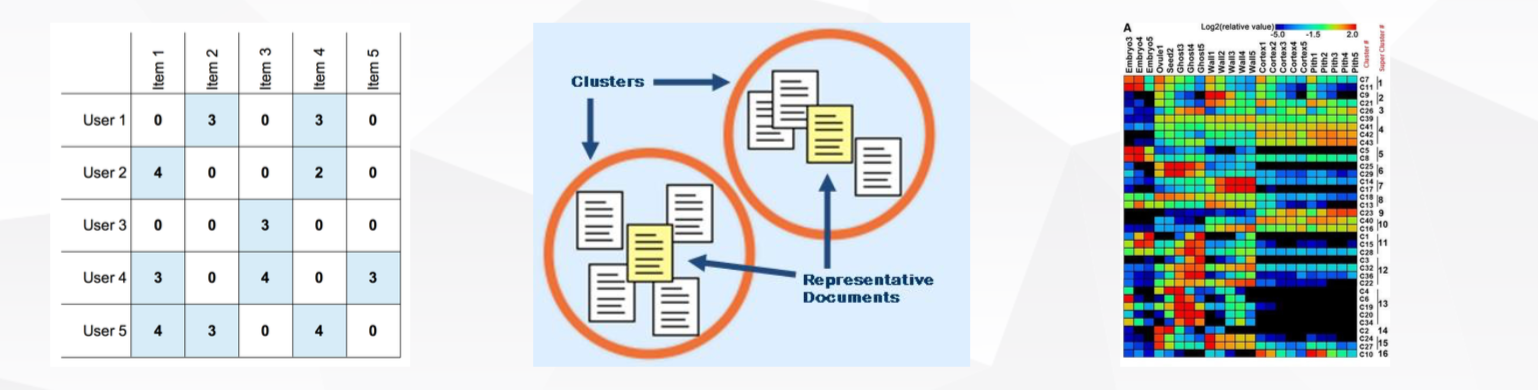 Item 1 Item 2 Item 3 Item 4 Item 5
User 1 0 3 0 3 0
User 2 4 0 0 2 0
User 3 0 0 3 0 0
User 4 3 0 4 0 3
User 5 4 3 0 4 0
Clusters
Representative
Documents
A
Log2(relative value)
-5.0 -1.5 2.0
Embryo3 Embryo4 Embryo5 Ovule1 Seed2 Ghost3 Ghost4 Ghost5 Wall1 Wall2 Wall3 Wall4 Wall5 Cortex1 Cortex2 Cortex3 Cortex4 Cortex5 Pith1 Pith2 Pith3 Pith4 Pith5 Cluster # Super Cluster #
C7 1
C11
C9 2
C21
C26 3
C39
C41 4
C42
C43
C5 5
C8
C25 6
C29
C14 7
C17
C18 8
C13
C23 9
C40 10
C16
C1 11
C15
C28
C3
C32 12
C36
C22
C4
C6 13
C19
C20
C34
C2 14
C24 15
C27
C10 16